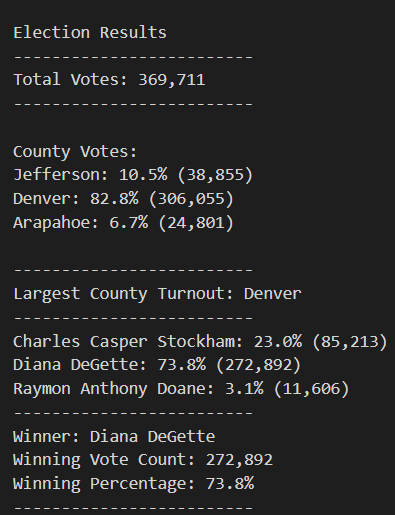 Election Results
-------------------------
Total Votes: 369,711
-------------------------
County Votes:
Jefferson: 10.5% (38,855)
Denver: 82.8% (306,055)
Arapahoe: 6.7% (24,801)
-------------------------
Largest County Turnout: Denver
-------------------------
Charles Casper Stockham: 23.0% (85,213)
Diana DeGette: 73.8% (272,892)
Raymon Anthony Doane: 3.1% (11,606)
-------------------------
Winner: Diana DeGette
Winning Vote Count: 272,892
Winning Percentage: 73.8%
-------------------------